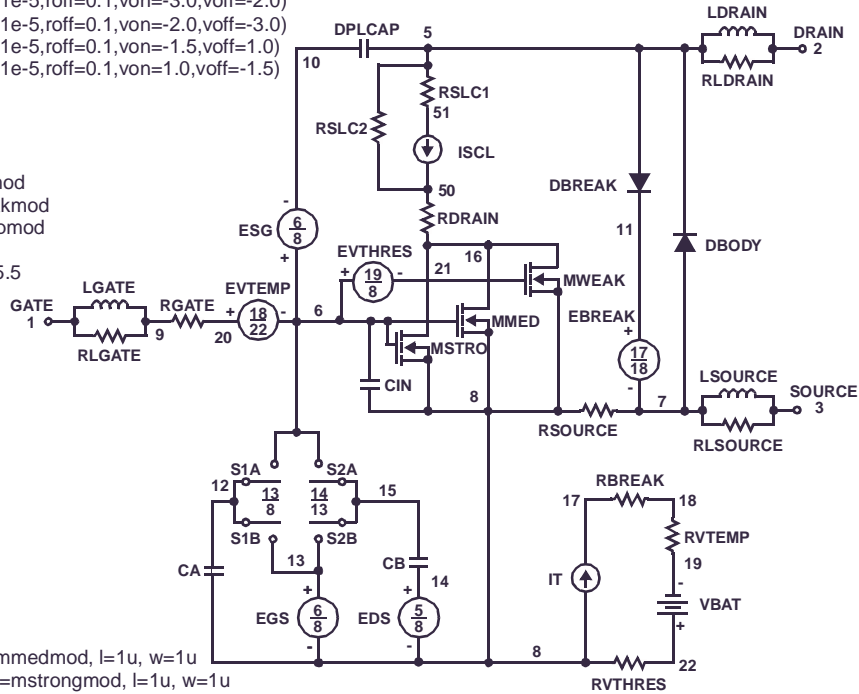 1e-5,roff=0.1,von=-3.0,voff=-2.0)
1e-5,roff=0.1,von=-2.0,voff=-3.0)
1e-5,roff=0.1,von=-1.5,voff=1.0)
1e-5,roff=0.1,von=1.0,voff=-1.5)
LDRAIN
DPLCAP
5
DRAIN
2
10
RLDRAIN
RSLC1
51
RSLC2
ISCL
50
DBREAK
RDRAIN
11
ESG
6
8
DBODY
EVTHRES
16
21
19
8
MWEAK
LGATE
EVTEMP
GATE
1
RGATE
6
18
22
EBREAK
MMED
9
20
MSTRO
17
18
RLGATE
LSOURCE
CIN
8
7
SOURCE
3
RSOURCE
RLSOURCE
S1A
S2A
12
13
8
14
13
15
RBREAK
17
18
S1B
S2B
RVTEMP
13
CB
19
CA
14
IT
VBAT
EGS
6
8
EDS
5
8
8
22
RVTHRES
mmedmod, l=1u, w=1u
=mstrongmod, l=1u, w=1u
kmod
omod
5.5